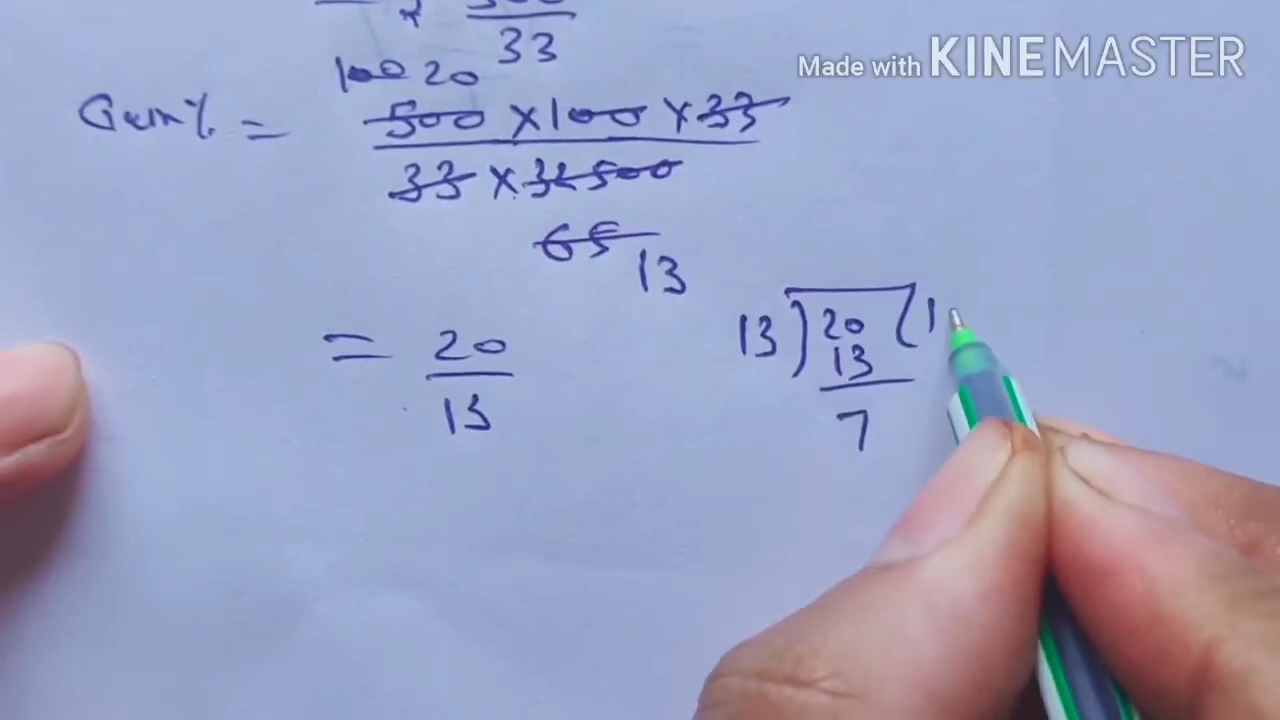 Made with KINEMASTER
33
100 20
Gain% = 500 ×100 × 33
33 × 32500
65
13
= 20
13
13 ) 20 ( 1
13
7